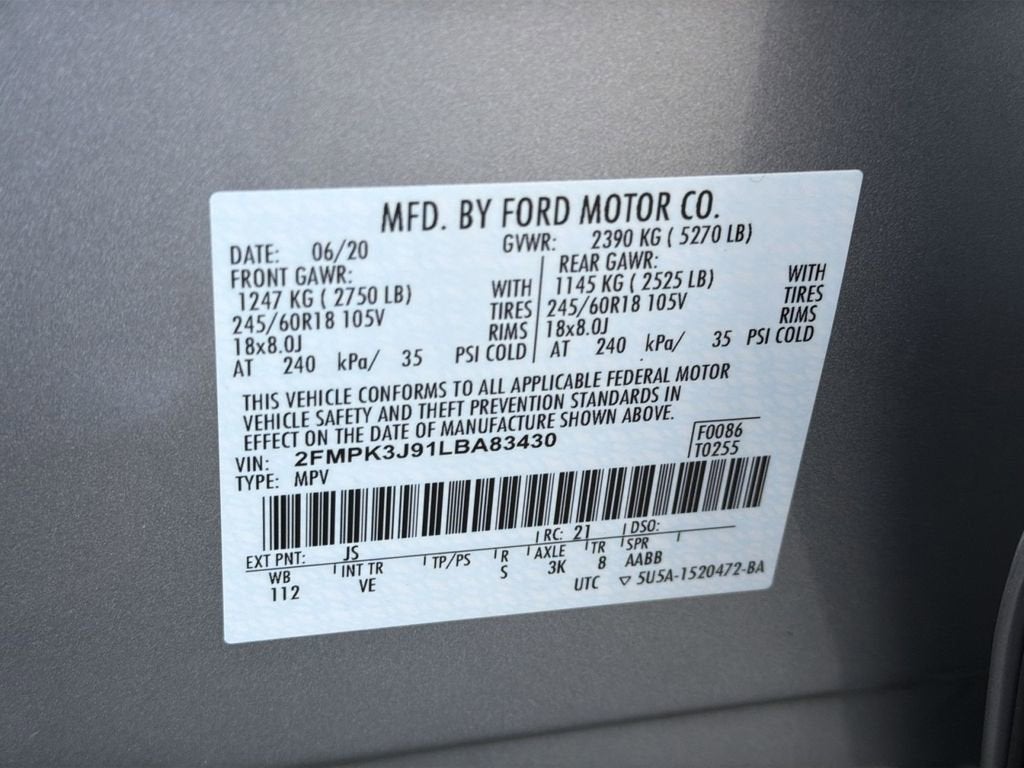 MFD. BY FORD MOTOR CO.
DATE: 06/20 GVWR: 2390 KG ( 5270 LB)
FRONT GAWR: REAR GAWR:
1247 KG ( 2750 LB) WITH 1145 KG ( 2525 LB) WITH
245/60R18 105V TIRES 245/60R18 105V TIRES
18x8.0J RIMS 18x8.0J RIMS
AT 240 kPa/ 35 PSI COLD AT 240 kPa/ 35 PSI COLD
THIS VEHICLE CONFORMS TO ALL APPLICABLE FEDERAL MOTOR
VEHICLE SAFETY AND THEFT PREVENTION STANDARDS IN
EFFECT ON THE DATE OF MANUFACTURE SHOWN ABOVE.
VIN: 2FMPK3J91LBA83430 F0086
TYPE: MPV T0255
EXT PNT: JS RC: 21 DSO:
WB INT TR TP/PS R AXLE TR SPR
112 VE S 3K 8 AABB
UTC ▽ 5U5A-1520472-BA